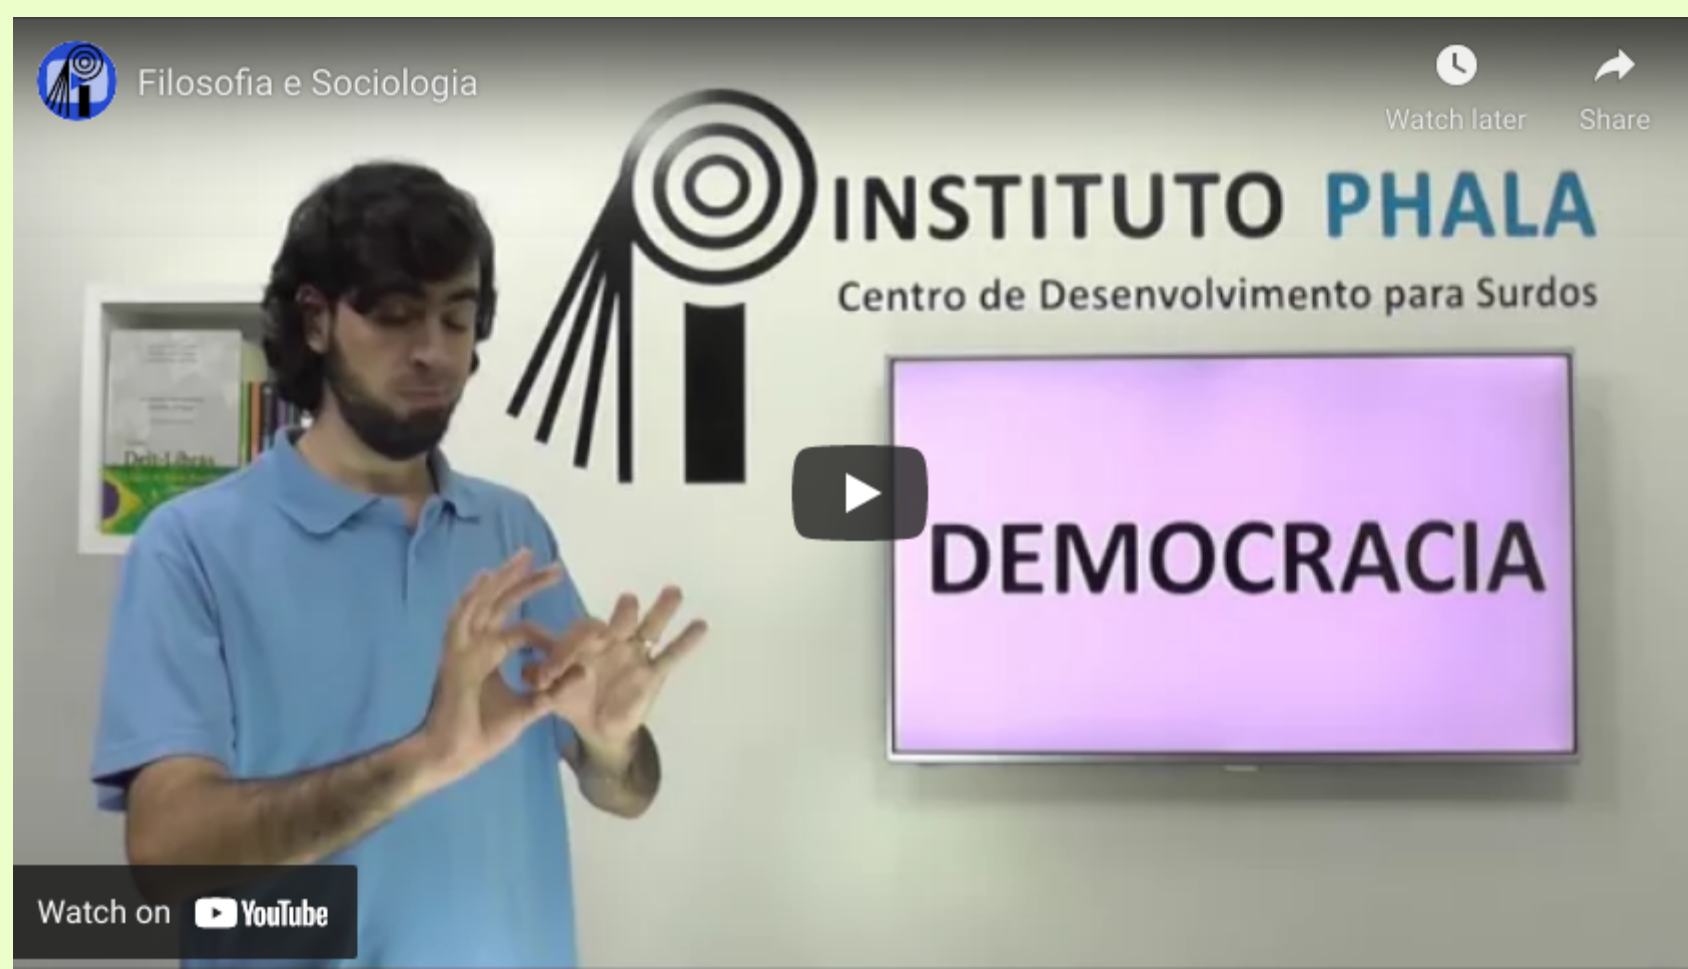 Filosofia e Sociologia
Watch later
Share
INSTITUTO PHALA
Centro de Desenvolvimento para Surdos
DEMOCRACIA
Watch on YouTube